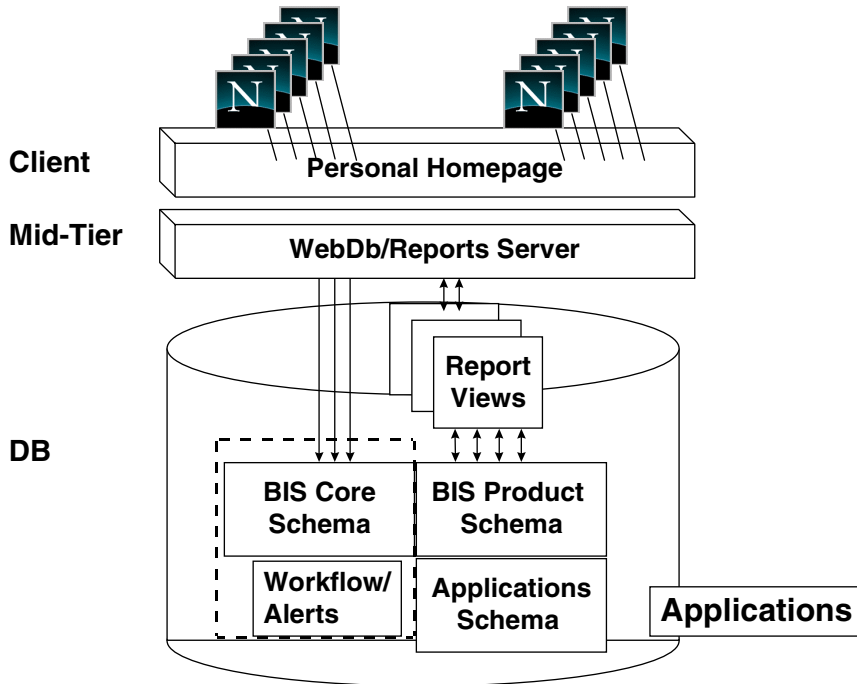 N N N N N N N N N N
Client
Personal Homepage
Mid-Tier
WebDb/Reports Server
Report
Views
DB
BIS Core
Schema
BIS Product
Schema
Workflow/
Alerts
Applications
Schema
Applications